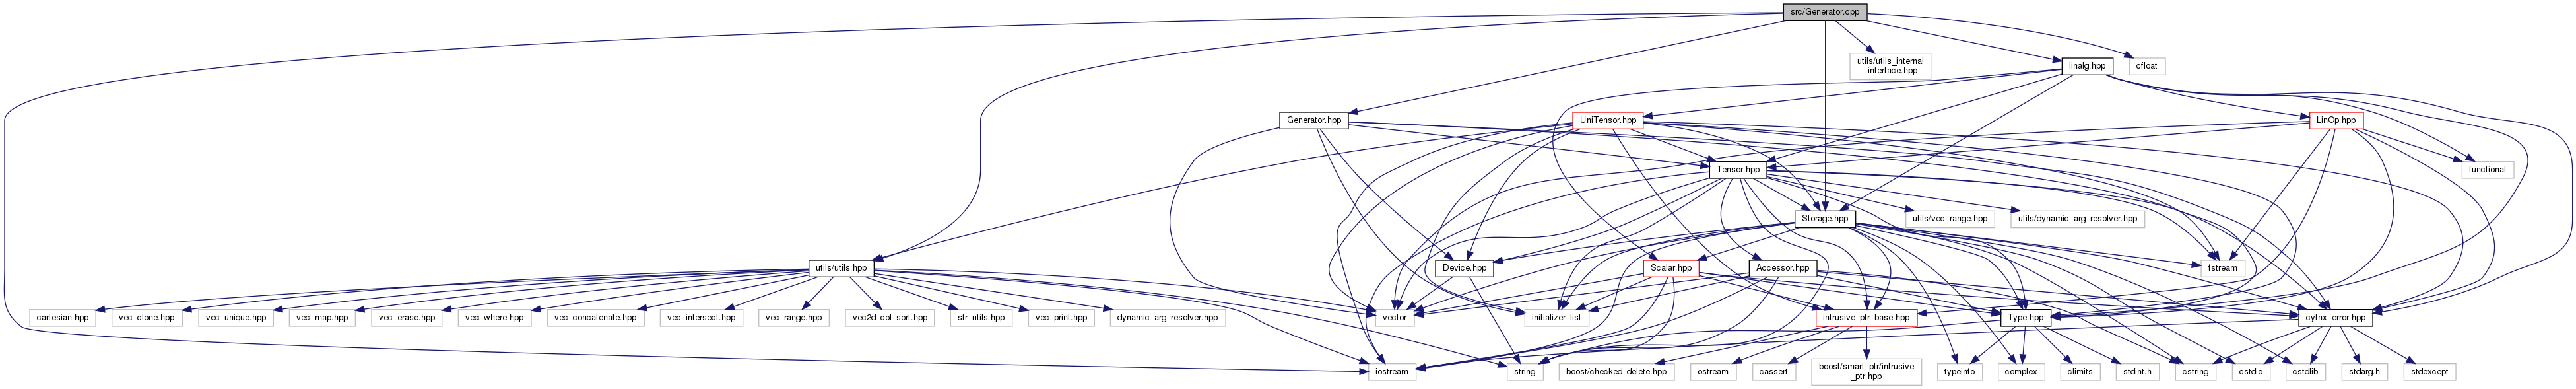 src/Generator.cpp
utils/utils_internal
_interface.hpp
linalg.hpp
cfloat
Generator.hpp
UniTensor.hpp
LinOp.hpp
Tensor.hpp
functional
Storage.hpp
utils/vec_range.hpp
utils/dynamic_arg_resolver.hpp
utils/utils.hpp
Device.hpp
Scalar.hpp
Accessor.hpp
fstream
cartesian.hpp
vec_clone.hpp
vec_unique.hpp
vec_map.hpp
vec_erase.hpp
vec_where.hpp
vec_concatenate.hpp
vec_intersect.hpp
vec_range.hpp
vec2d_col_sort.hpp
str_utils.hpp
vec_print.hpp
dynamic_arg_resolver.hpp
vector
initializer_list
intrusive_ptr_base.hpp
Type.hpp
cytnx_error.hpp
iostream
string
boost/checked_delete.hpp
ostream
cassert
boost/smart_ptr/intrusive
_ptr.hpp
typeinfo
complex
climits
stdint.h
cstring
cstdio
cstdlib
stdarg.h
stdexcept